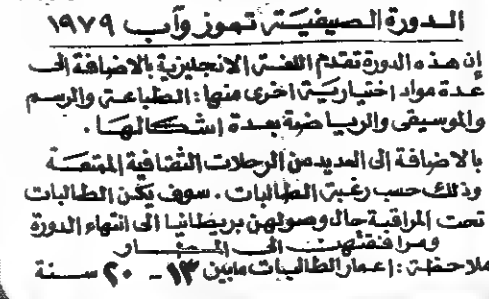 الدورة الصيفية تموز وآب ١٩٧٩
إن هذه الدورة تقدم اللغة الانجليزية بالاضافة الى
عدة مواد اختيارية اخرى منها : الطباعة والرسم
والموسيقى والرياضة بعدة اشكالها .
بالاضافة الى العديد من الرحلات الثقافية الممتعة
وذلك حسب رغبة الطالبات . سوف يكن الطالبات
تحت المراقبة حال وصولهن بريطانيا الى انتهاء الدورة
ومرافقتهن الى المطار
ملاحظة : اعمار الطالبات مابين ١٣ - ٢٠ سنة